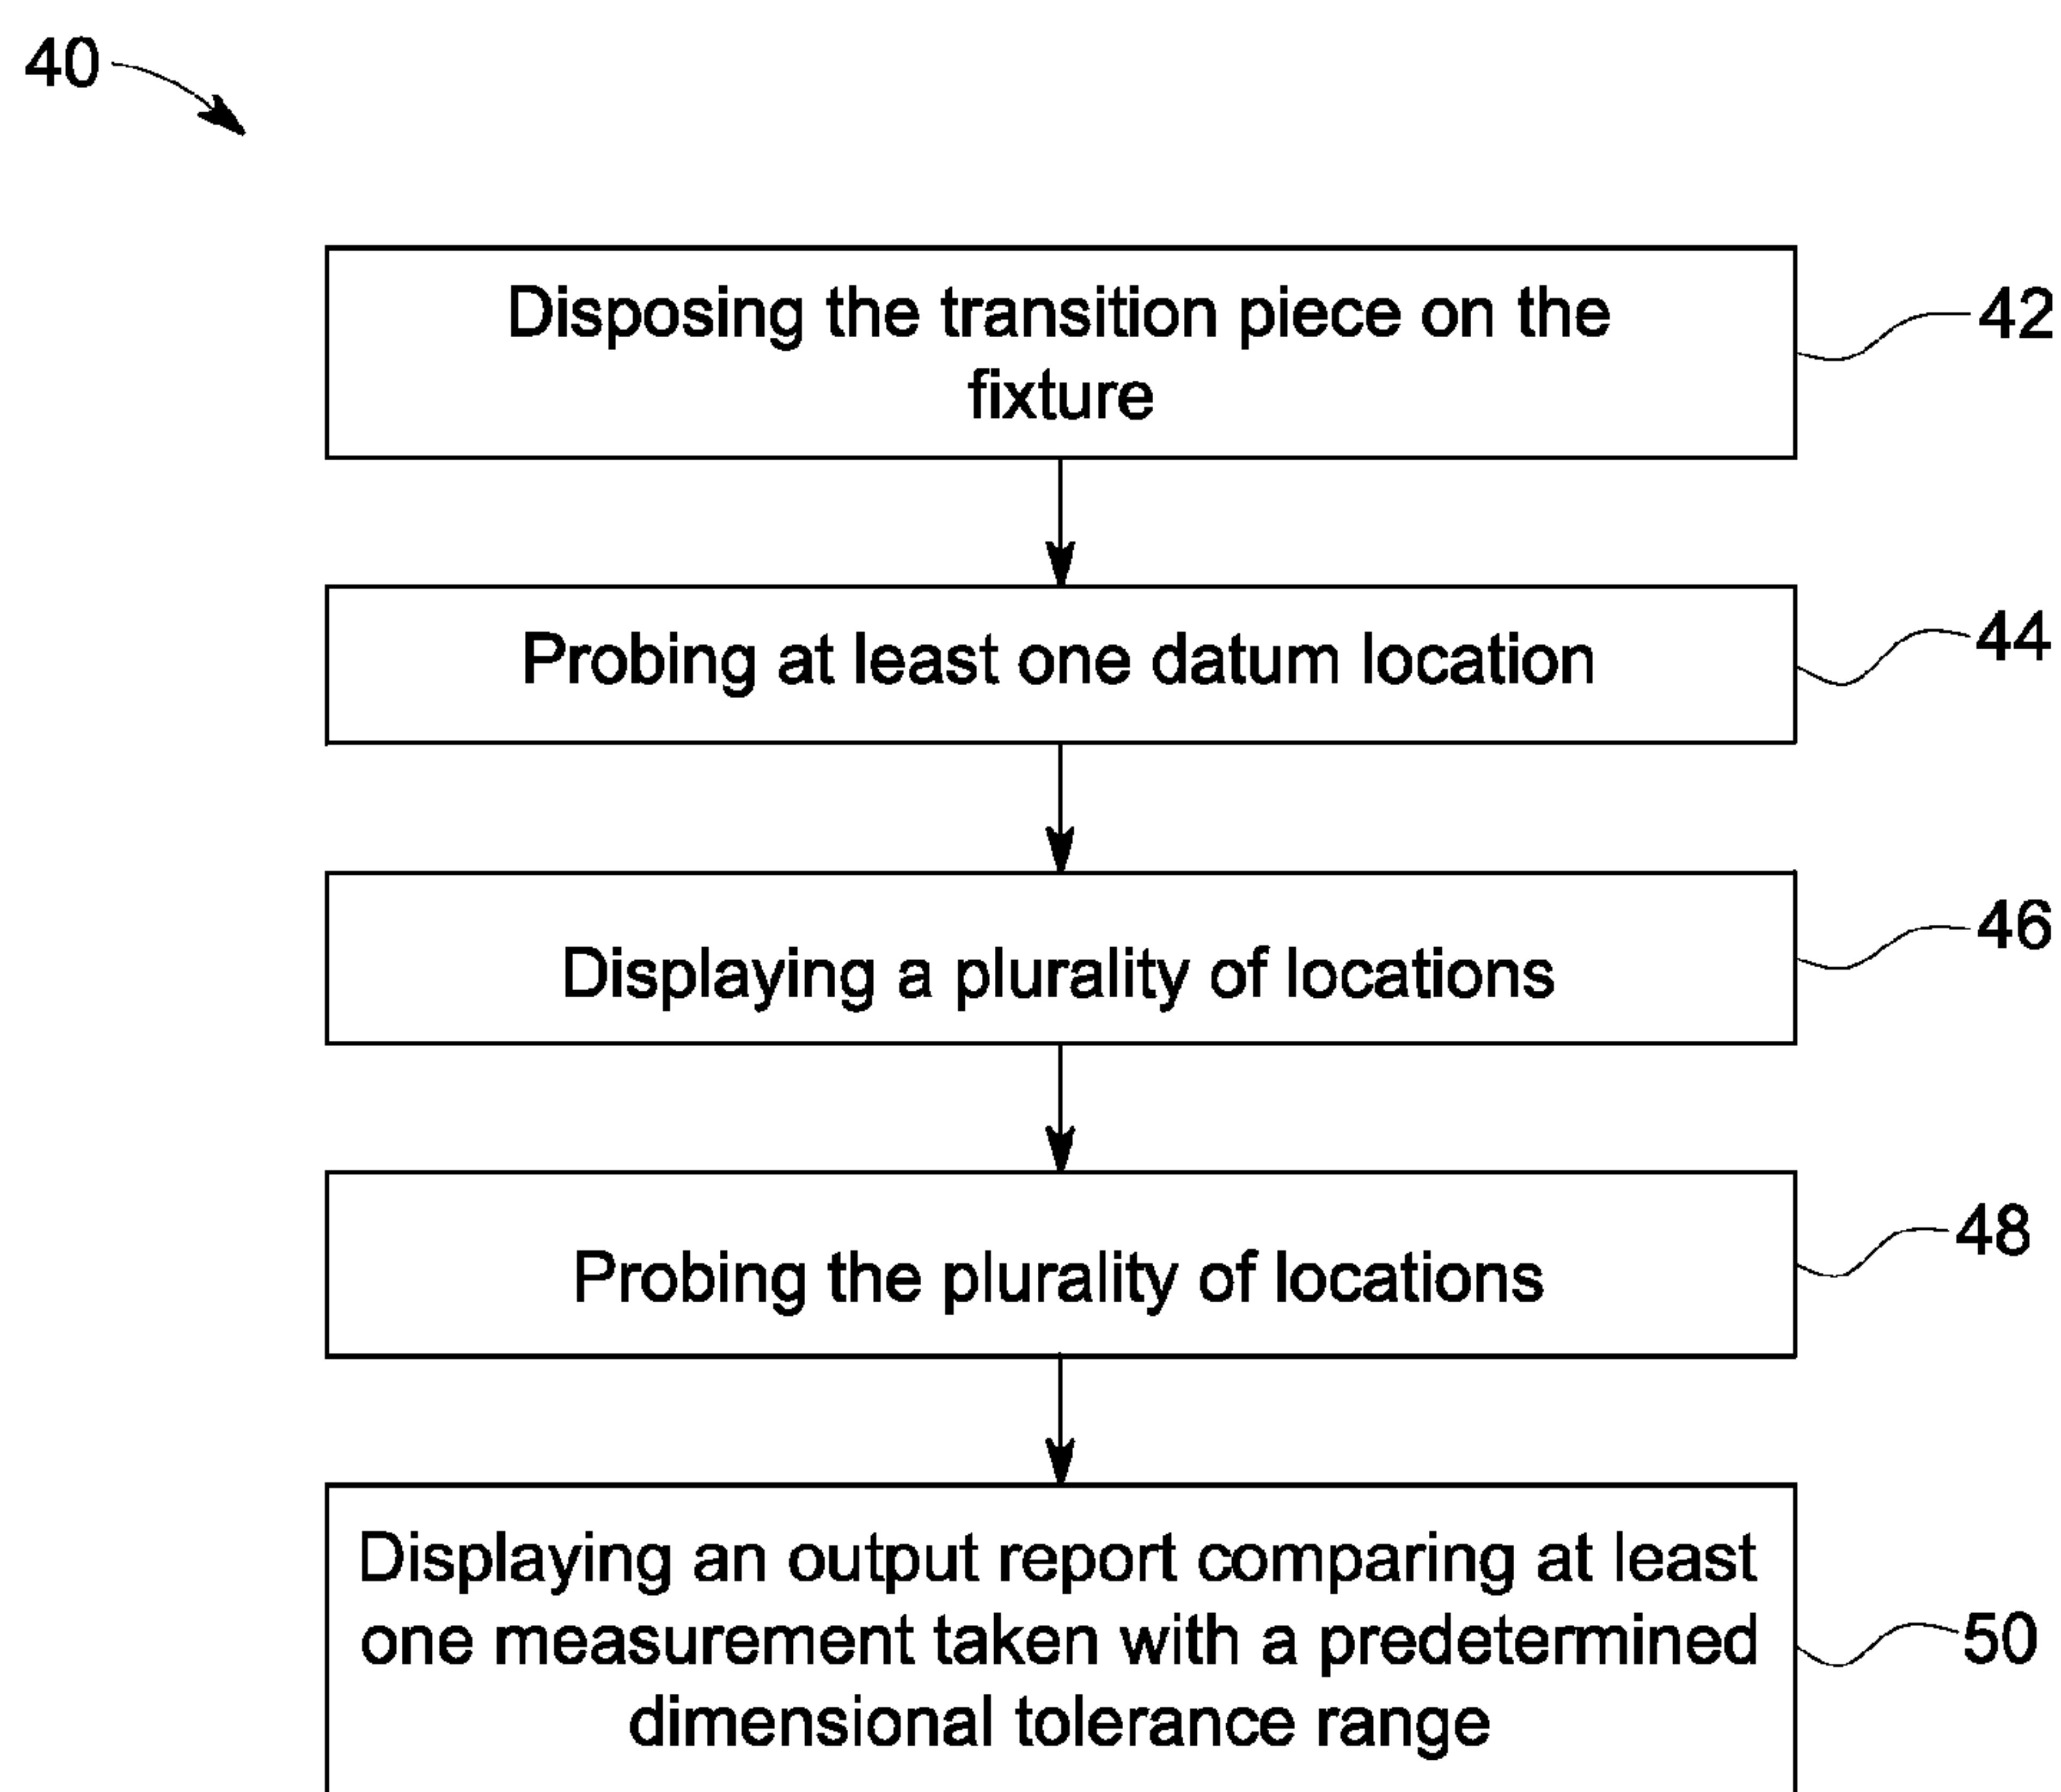 40
Disposing the transition piece on the
fixture
42
Probing at least one datum location
44
Displaying a plurality of locations
46
Probing the plurality of locations
48
Displaying an output report comparing at least
one measurement taken with a predetermined
dimensional tolerance range
50